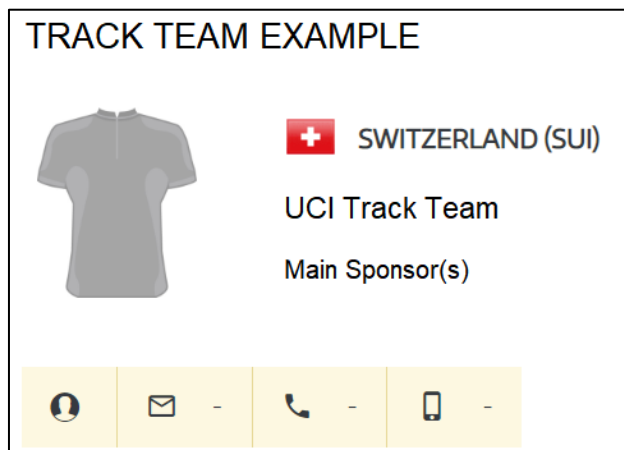 TRACK TEAM EXAMPLE
SWITZERLAND (SUI)
UCI Track Team
Main Sponsor(s)
- - -